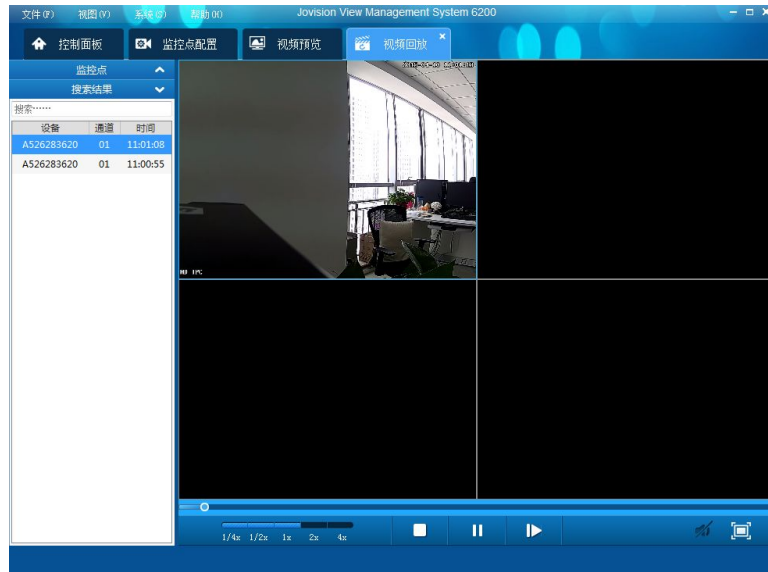 文件(F) 视图(V) 系统(S) 帮助(H) Jovision View Management System 6200
控制面板 监控点配置 视频预览 视频回放
监控点
搜索结果
搜索……
设备 通道 时间
A526283620 01 11:01:08
A526283620 01 11:00:55
HD IPC
1/4x 1/2x 1x 2x 4x